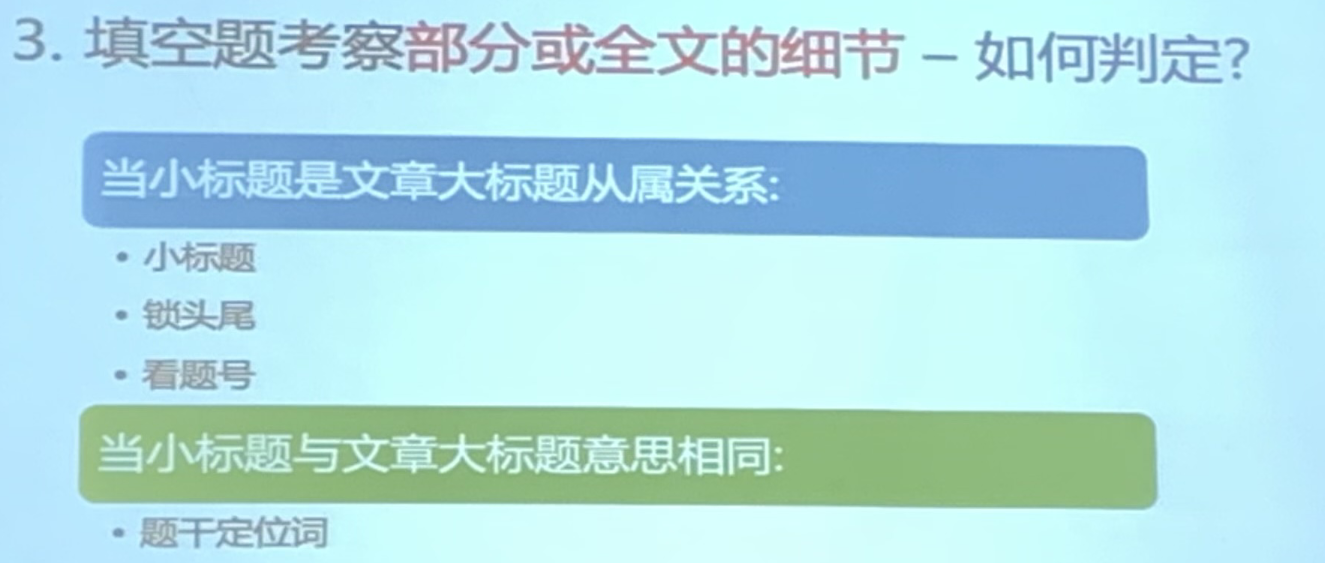 3. 填空题考察部分或全文的细节 – 如何判定?
当小标题是文章大标题从属关系:
• 小标题
• 锁头尾
• 看题号
当小标题与文章大标题意思相同:
• 题干定位词